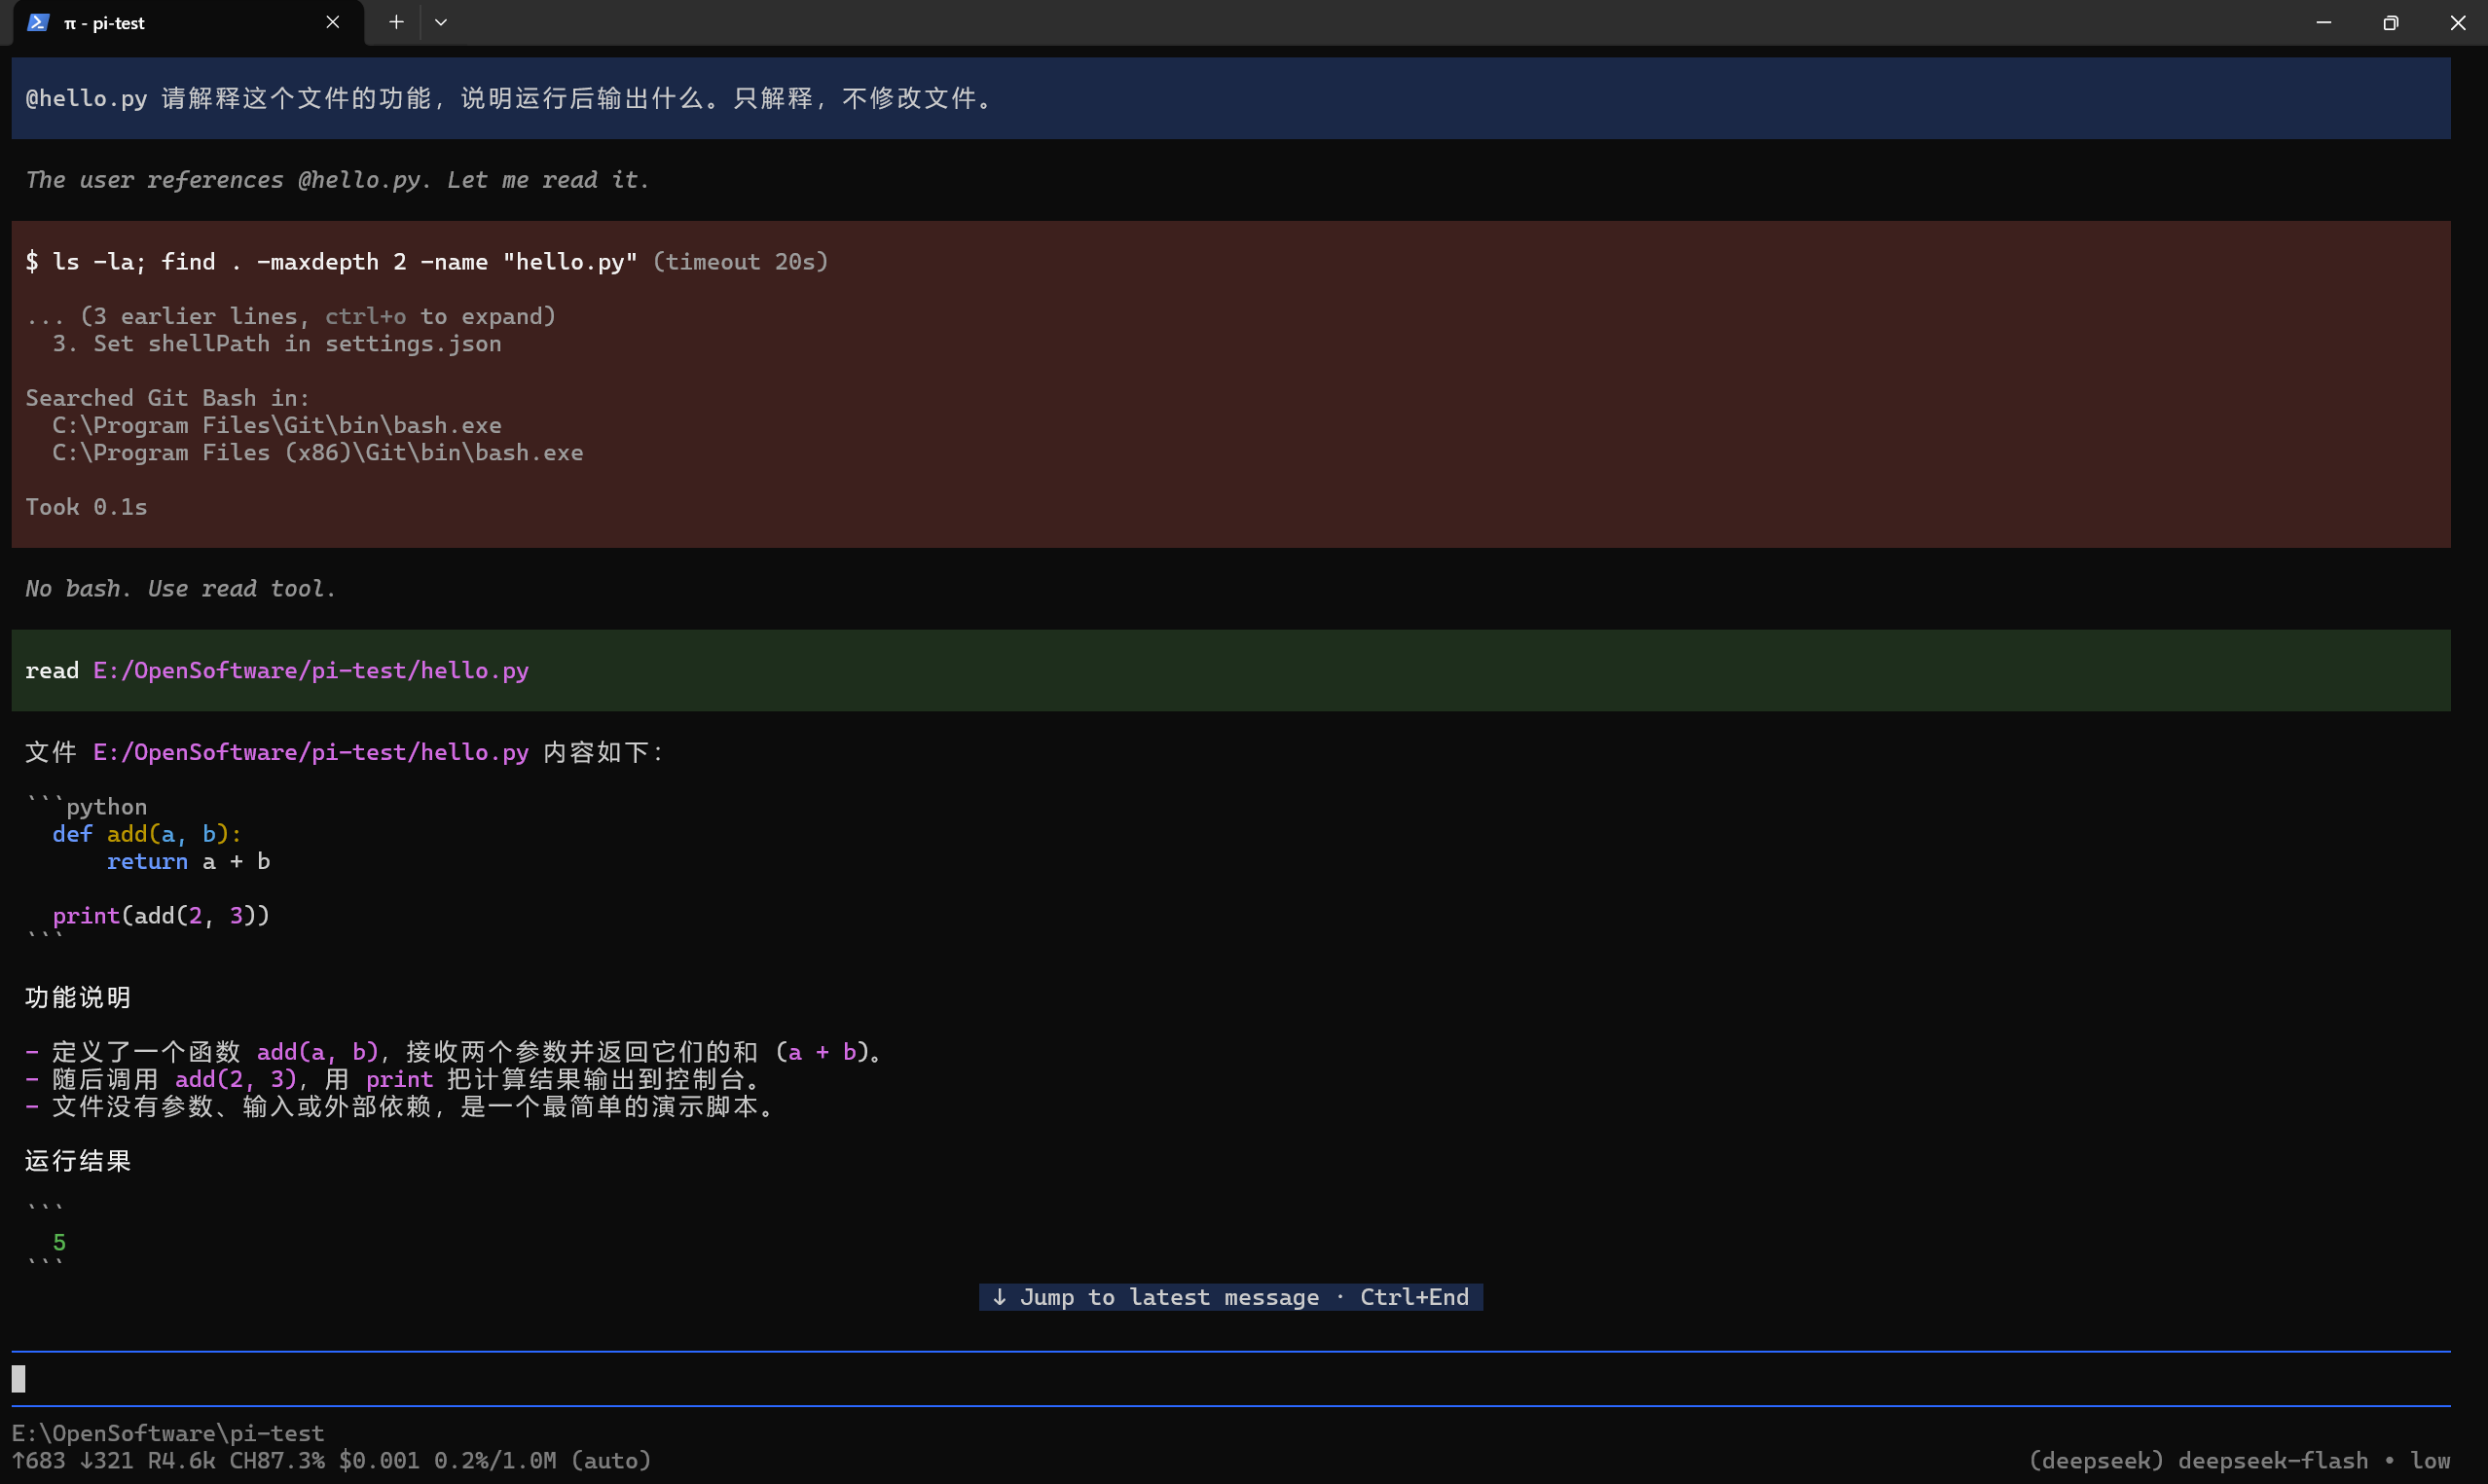 π - pi-test
@hello.py 请解释这个文件的功能，说明运行后输出什么。只解释，不修改文件。
The user references @hello.py. Let me read it.
$ ls -la; find . -maxdepth 2 -name "hello.py" (timeout 20s)
... (3 earlier lines, ctrl+o to expand)
3. Set shellPath in settings.json
Searched Git Bash in:
C:\Program Files\Git\bin\bash.exe
C:\Program Files (x86)\Git\bin\bash.exe
Took 0.1s
No bash. Use read tool.
read E:/OpenSoftware/pi-test/hello.py
文件 E:/OpenSoftware/pi-test/hello.py 内容如下：
```python
def add(a, b):
    return a + b
print(add(2, 3))
```
功能说明
- 定义了一个函数 add(a, b)，接收两个参数并返回它们的和 (a + b)。
- 随后调用 add(2, 3)，用 print 把计算结果输出到控制台。
- 文件没有参数、输入或外部依赖，是一个最简单的演示脚本。
运行结果
```
5
```
↓ Jump to latest message · Ctrl+End
E:\OpenSoftware\pi-test
↑683 ↓321 R4.6k CH87.3% $0.001 0.2%/1.0M (auto) (deepseek) deepseek-flash • low